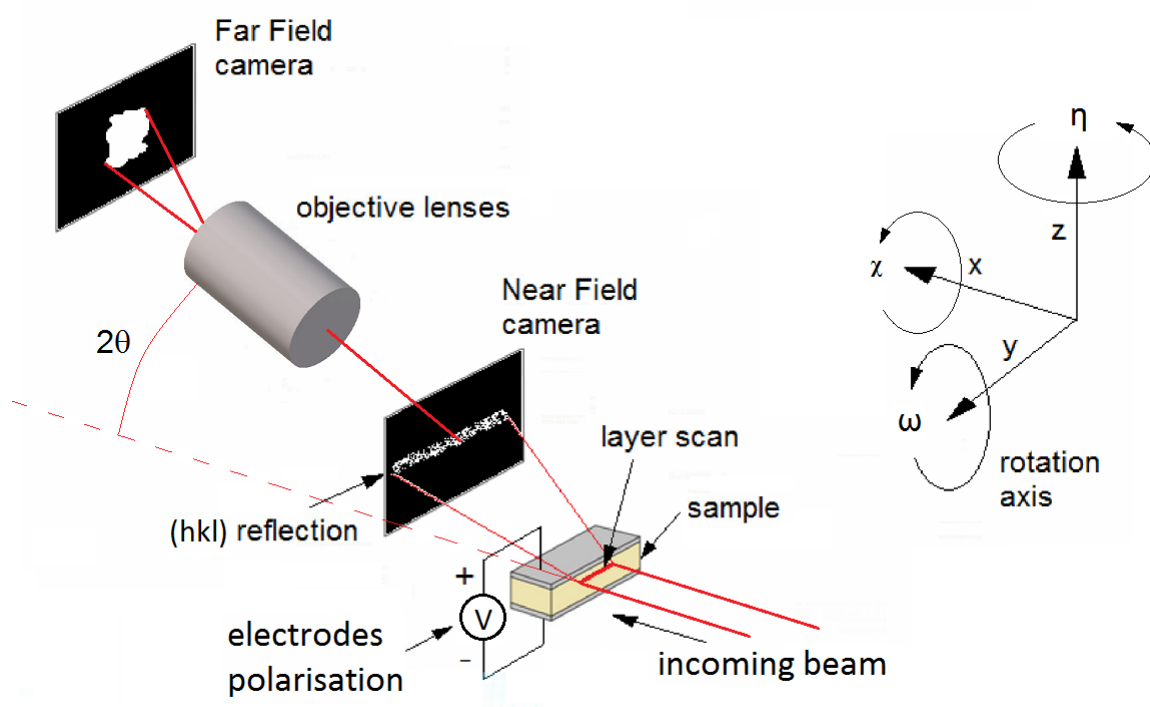 Far Field
camera
η
objective lenses
z
χ
x
Near Field
camera
2θ
y
ω
layer scan
rotation
axis
sample
(hkl) reflection
+
V
electrodes
polarisation
−
incoming beam